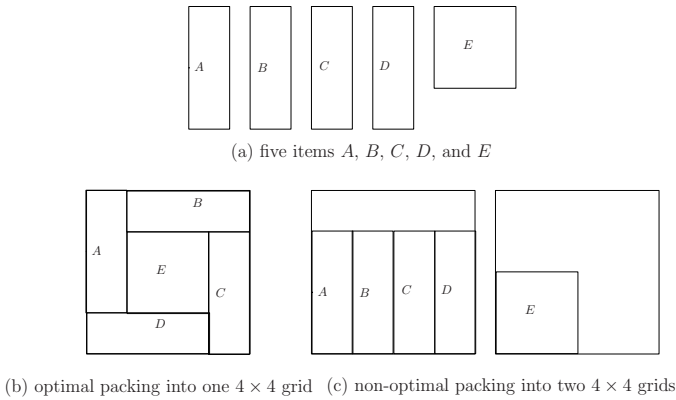 A B C D E
(a) five items A, B, C, D, and E
A B E C D
A B C D E
(b) optimal packing into one 4 × 4 grid (c) non-optimal packing into two 4 × 4 grids